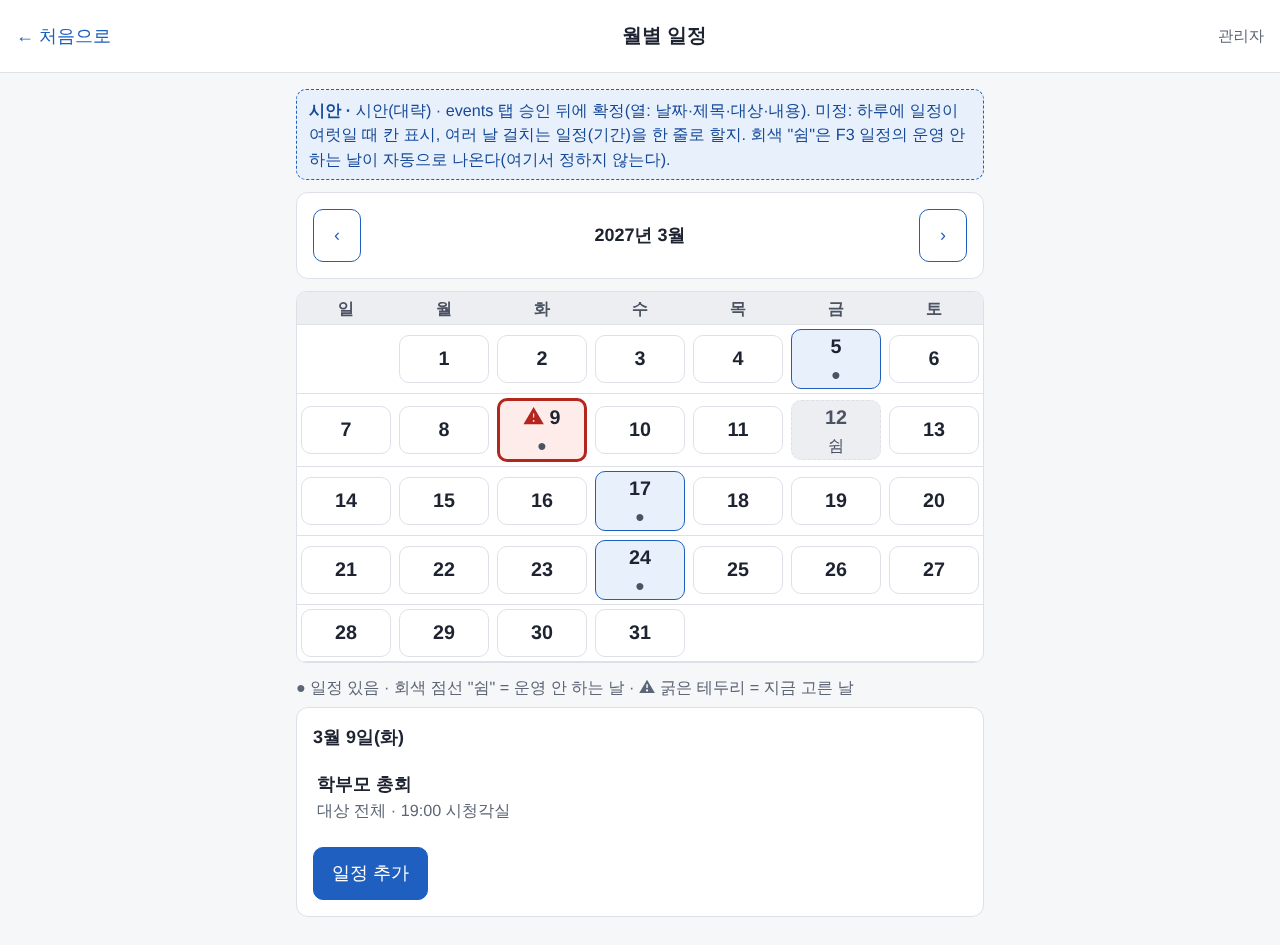 ← 처음으로
월별 일정
관리자
시안 · 시안(대략) · events 탭 승인 뒤에 확정(열: 날짜·제목·대상·내용). 미정: 하루에 일정이
여럿일 때 칸 표시, 여러 날 걸치는 일정(기간)을 한 줄로 할지. 회색 "쉼"은 F3 일정의 운영 안
하는 날이 자동으로 나온다(여기서 정하지 않는다).
‹ 2027년 3월 ›
일 월 화 수 목 금 토
1 2 3 4 5 6
●
7 8 ⚠ 9 10 11 12 13
● 쉼
14 15 16 17 18 19 20
●
21 22 23 24 25 26 27
●
28 29 30 31
● 일정 있음 · 회색 점선 "쉼" = 운영 안 하는 날 · ⚠ 굵은 테두리 = 지금 고른 날
3월 9일(화)
학부모 총회
대상 전체 · 19:00 시청각실
일정 추가